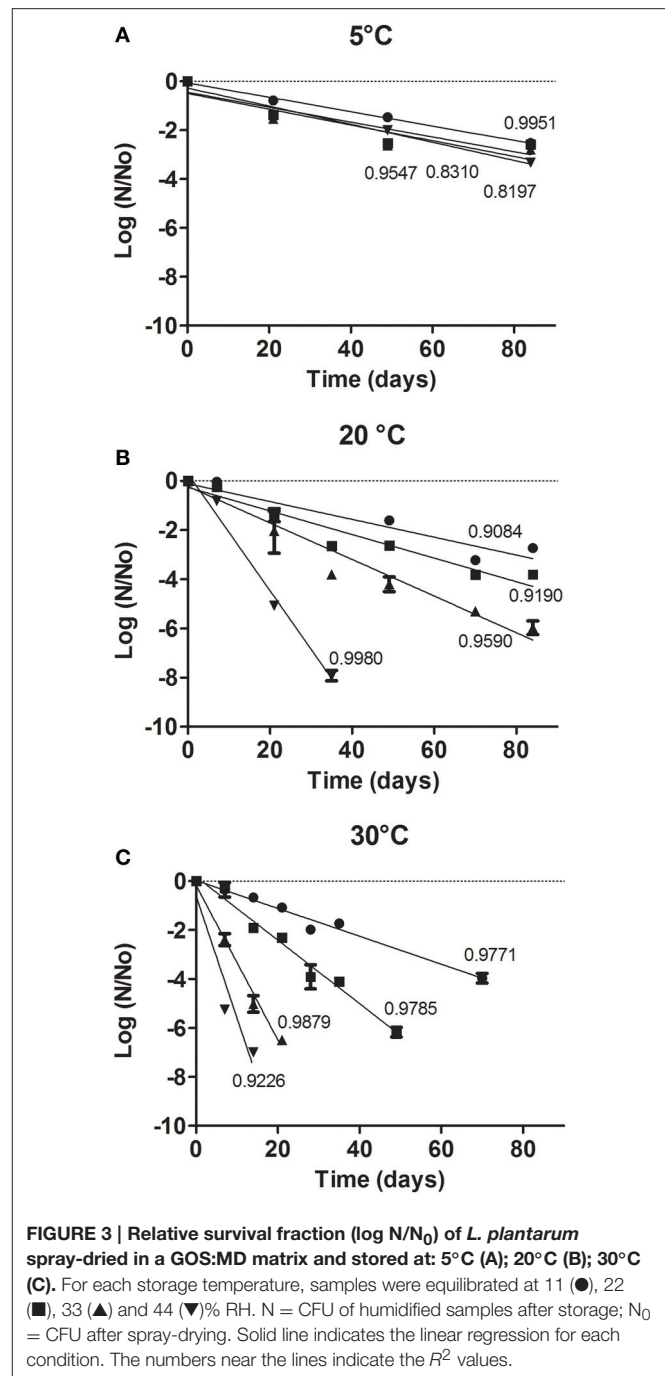 A
5°C
0
-2
-4
-6
-8
-10
Log (N/No)
0.9951
0.9547
0.8310
0.8197
0 20 40 60 80
Time (days)
B
20 °C
0
-2
-4
-6
-8
-10
Log (N/No)
0.9084
0.9190
0.9590
0.9980
0 20 40 60 80
Time (days)
C
30°C
0
-2
-4
-6
-8
-10
Log (N/No)
0.9771
0.9785
0.9879
0.9226
0 20 40 60 80
Time (days)
FIGURE 3 | Relative survival fraction (log N/N₀) of L. plantarum
spray-dried in a GOS:MD matrix and stored at: 5°C (A); 20°C (B); 30°C
(C). For each storage temperature, samples were equilibrated at 11 (●), 22
(■), 33 (▲) and 44 (▼)% RH. N = CFU of humidified samples after storage; N₀
= CFU after spray-drying. Solid line indicates the linear regression for each
condition. The numbers near the lines indicate the R² values.